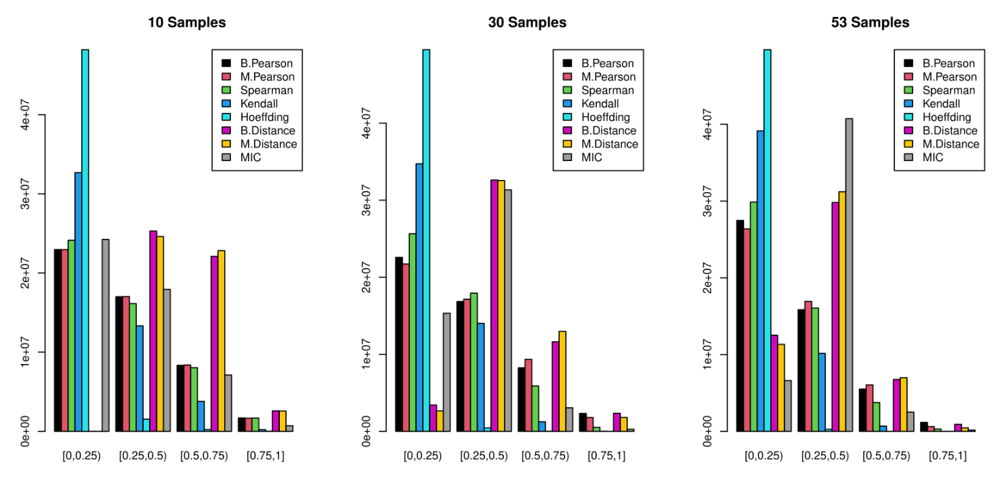 10 Samples
B.Pearson
M.Pearson
Spearman
Kendall
Hoeffding
B.Distance
M.Distance
MIC
4e+07
3e+07
2e+07
1e+07
0e+00
[0,0.25)
[0.25,0.5)
[0.5,0.75)
[0.75,1]
30 Samples
B.Pearson
M.Pearson
Spearman
Kendall
Hoeffding
B.Distance
M.Distance
MIC
4e+07
3e+07
2e+07
1e+07
0e+00
[0,0.25)
[0.25,0.5)
[0.5,0.75)
[0.75,1]
53 Samples
B.Pearson
M.Pearson
Spearman
Kendall
Hoeffding
B.Distance
M.Distance
MIC
4e+07
3e+07
2e+07
1e+07
0e+00
[0,0.25)
[0.25,0.5)
[0.5,0.75)
[0.75,1]